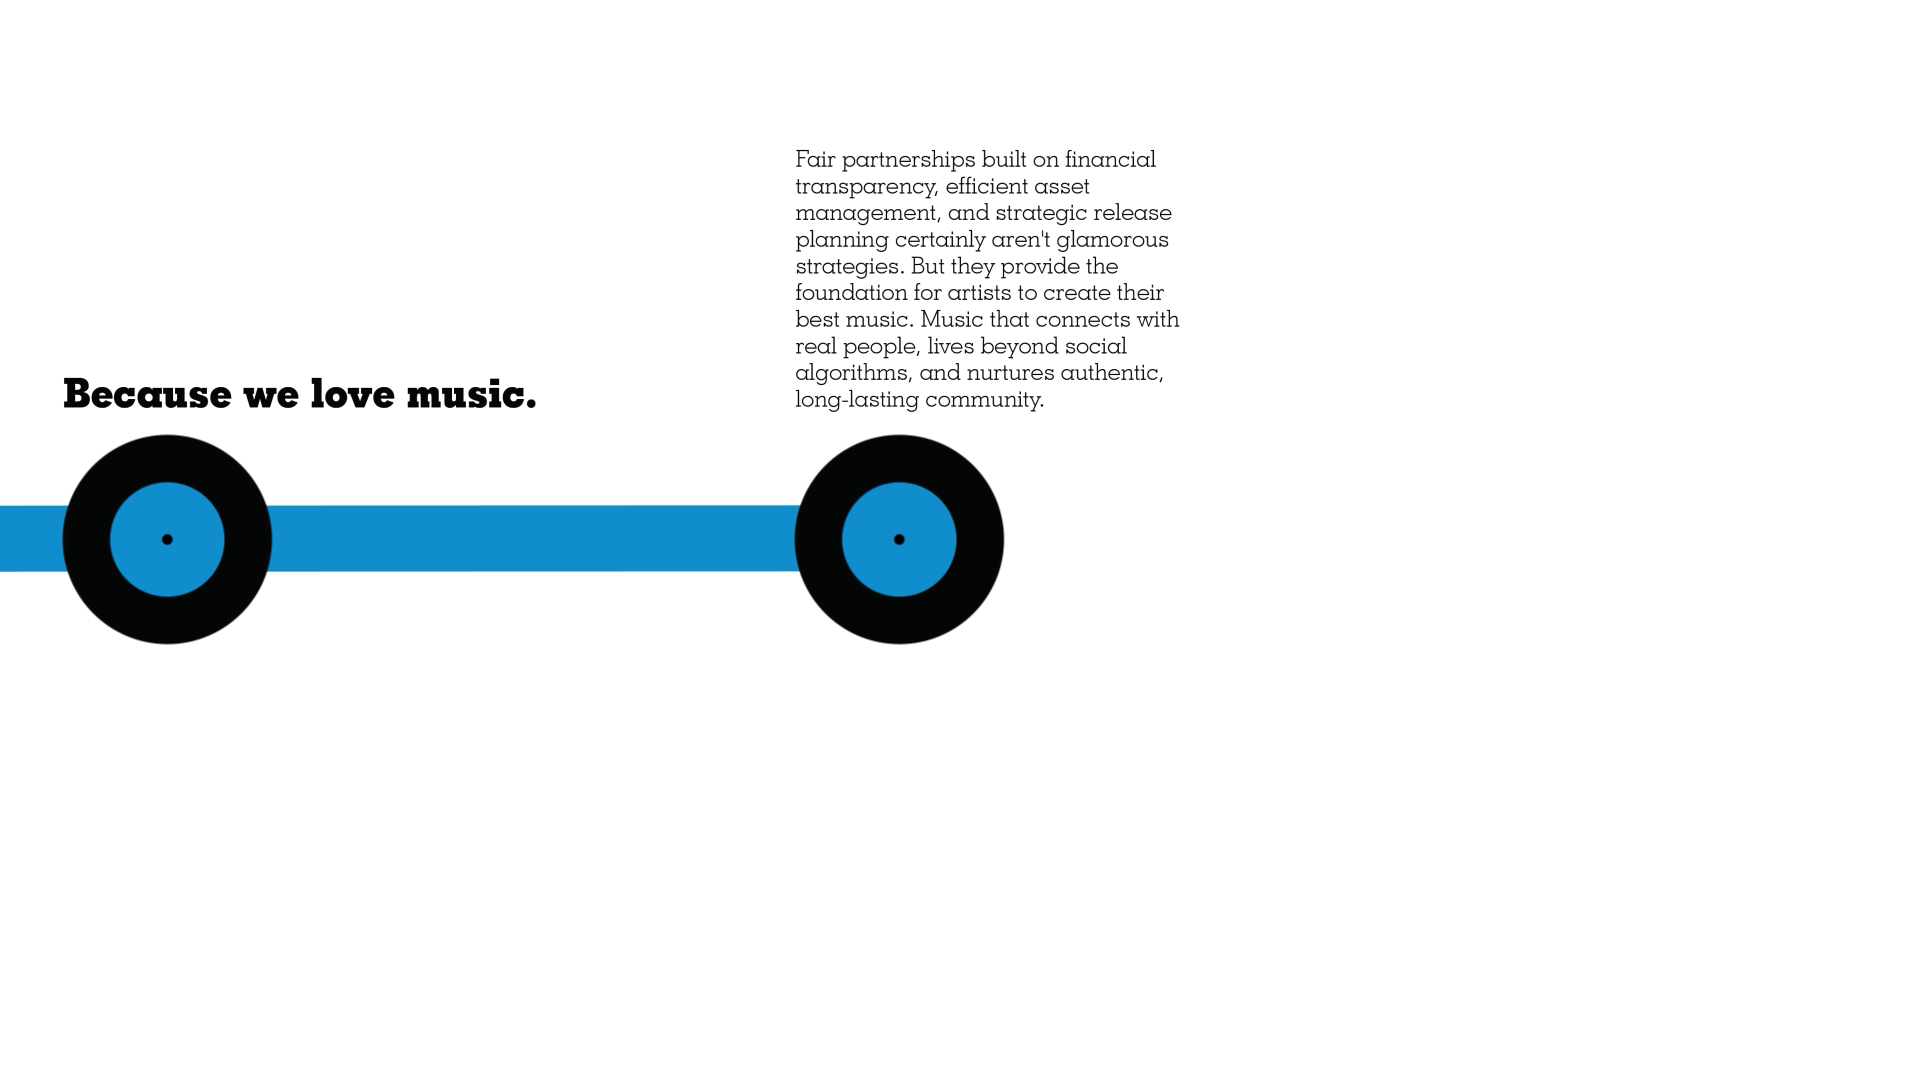 Because we love music.
Fair partnerships built on financial
transparency, efficient asset
management, and strategic release
planning certainly aren't glamorous
strategies. But they provide the
foundation for artists to create their
best music. Music that connects with
real people, lives beyond social
algorithms, and nurtures authentic,
long-lasting community.